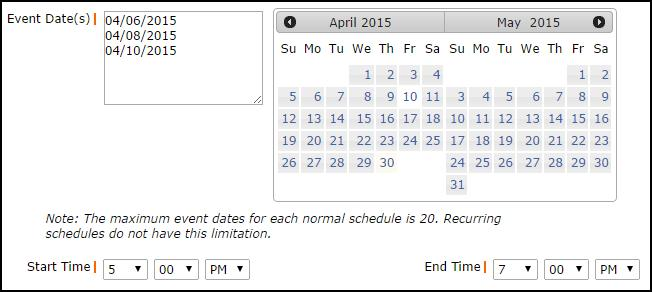 Event Date(s)
04/06/2015
04/08/2015
04/10/2015
April 2015
Su Mo Tu We Th Fr Sa
1 2 3 4
5 6 7 8 9 10 11
12 13 14 15 16 17 18
19 20 21 22 23 24 25
26 27 28 29 30
May 2015
Su Mo Tu We Th Fr Sa
1 2
3 4 5 6 7 8 9
10 11 12 13 14 15 16
17 18 19 20 21 22 23
24 25 26 27 28 29 30
31
Note: The maximum event dates for each normal schedule is 20. Recurring
schedules do not have this limitation.
Start Time 5 00 PM
End Time 7 00 PM